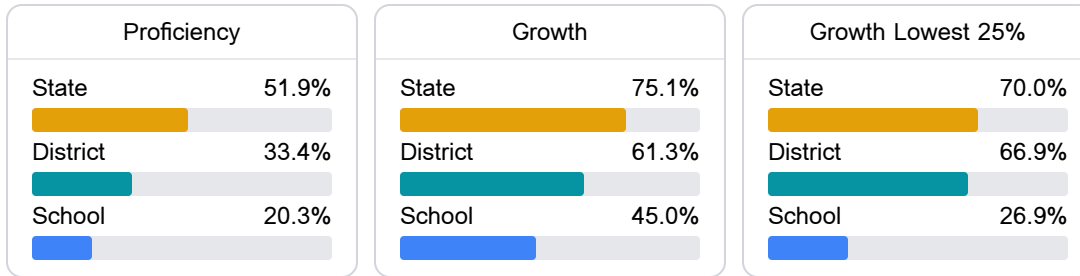 Proficiency
State 51.9%
District 33.4%
School 20.3%
Growth
State 75.1%
District 61.3%
School 45.0%
Growth Lowest 25%
State 70.0%
District 66.9%
School 26.9%